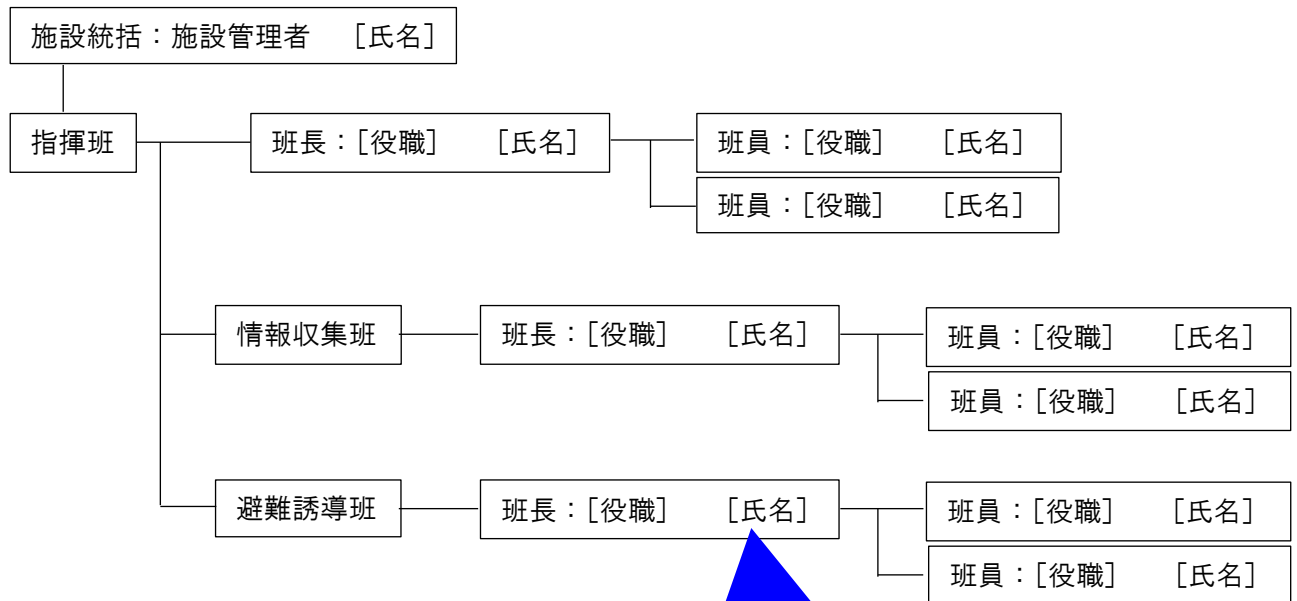 施設統括：施設管理者　［氏名］
指揮班　班長：［役職］　［氏名］　班員：［役職］　［氏名］
班員：［役職］　［氏名］
情報収集班　班長：［役職］　［氏名］　班員：［役職］　［氏名］
班員：［役職］　［氏名］
避難誘導班　班長：［役職］　［氏名］　班員：［役職］　［氏名］
班員：［役職］　［氏名］